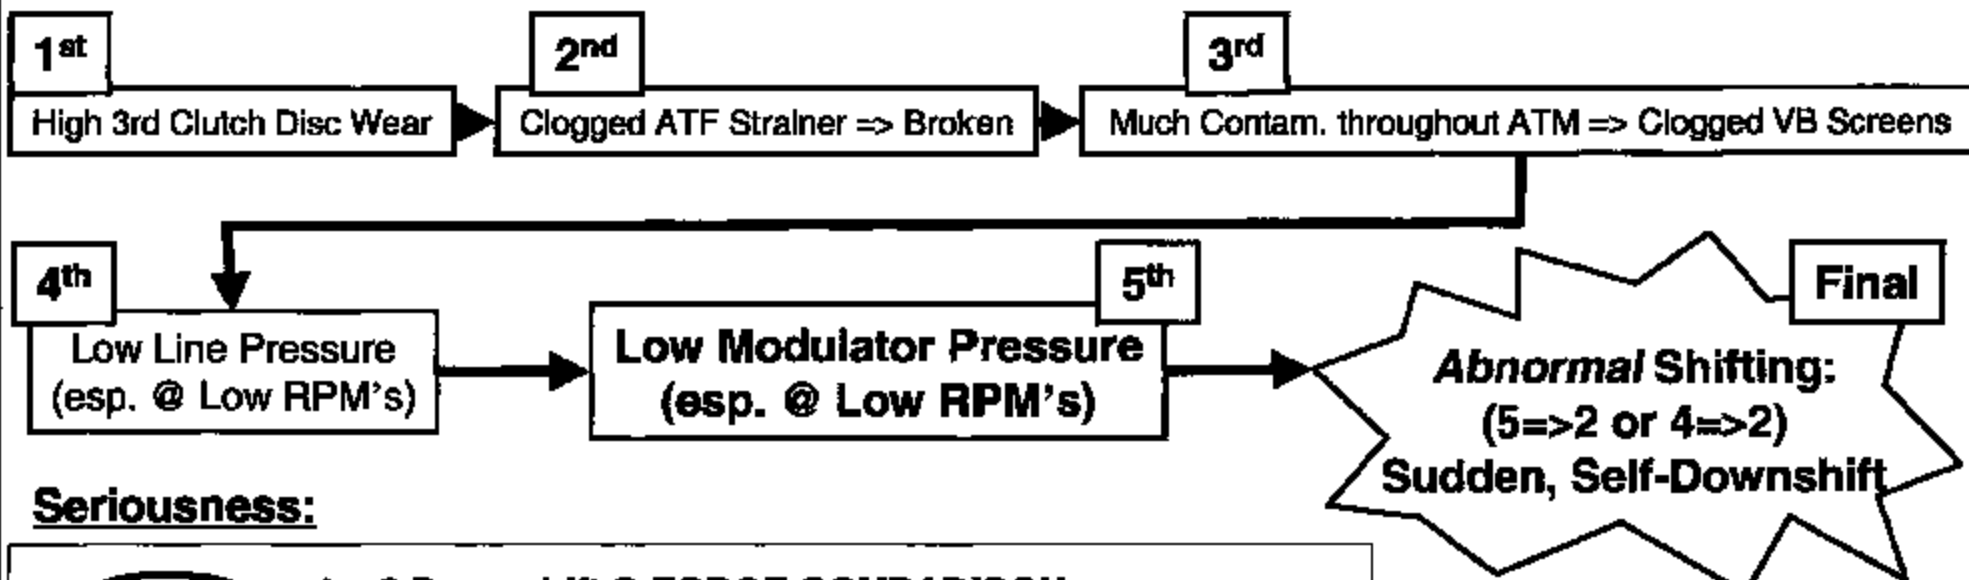 1st
High 3rd Clutch Disc Wear
2nd
Clogged ATF Strainer => Broken
3rd
Much Contam. throughout ATM => Clogged VB Screens
4th
Low Line Pressure
(esp. @ Low RPM's)
5th
Low Modulator Pressure
(esp. @ Low RPM's)
Final
Abnormal Shifting:
(5=>2 or 4=>2)
Sudden, Self-Downshift
Seriousness: